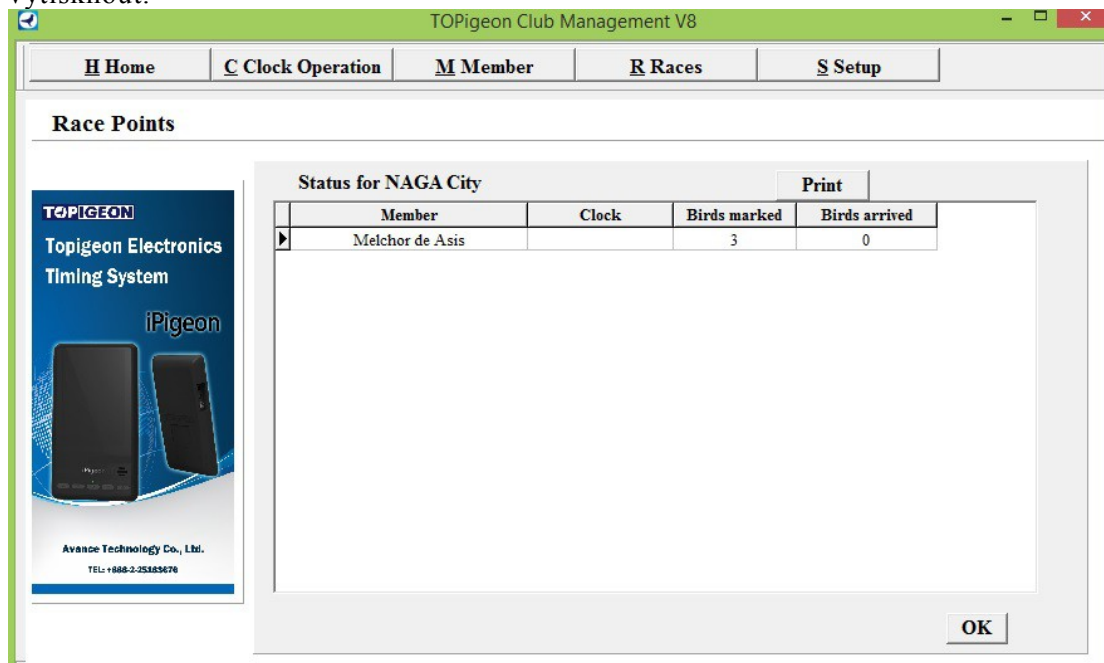 vytisknout.
TOPigeon Club Management V8
H Home C Clock Operation M Member R Races S Setup
Race Points
Status for NAGA City Print
Member Clock Birds marked Birds arrived
Melchor de Asis 3 0
TOPIGEON
Topigeon Electronics
Timing System
iPigeon
Avance Technology Co., Ltd.
OK